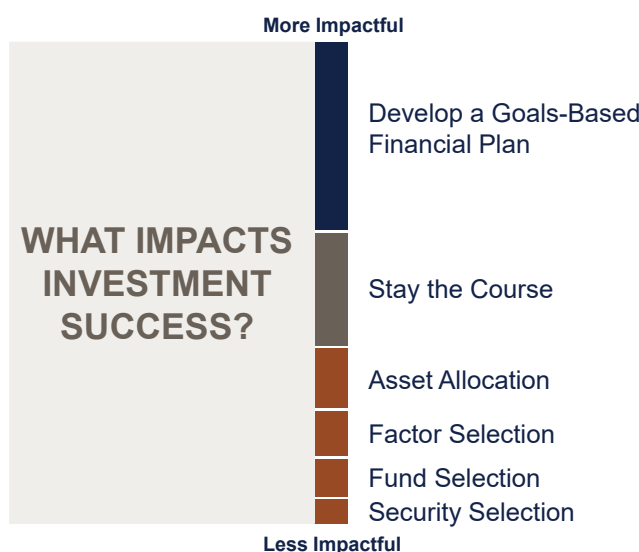 More Impactful
Develop a Goals-Based
Financial Plan
WHAT IMPACTS
INVESTMENT
SUCCESS?
Stay the Course
Asset Allocation
Factor Selection
Fund Selection
Security Selection
Less Impactful